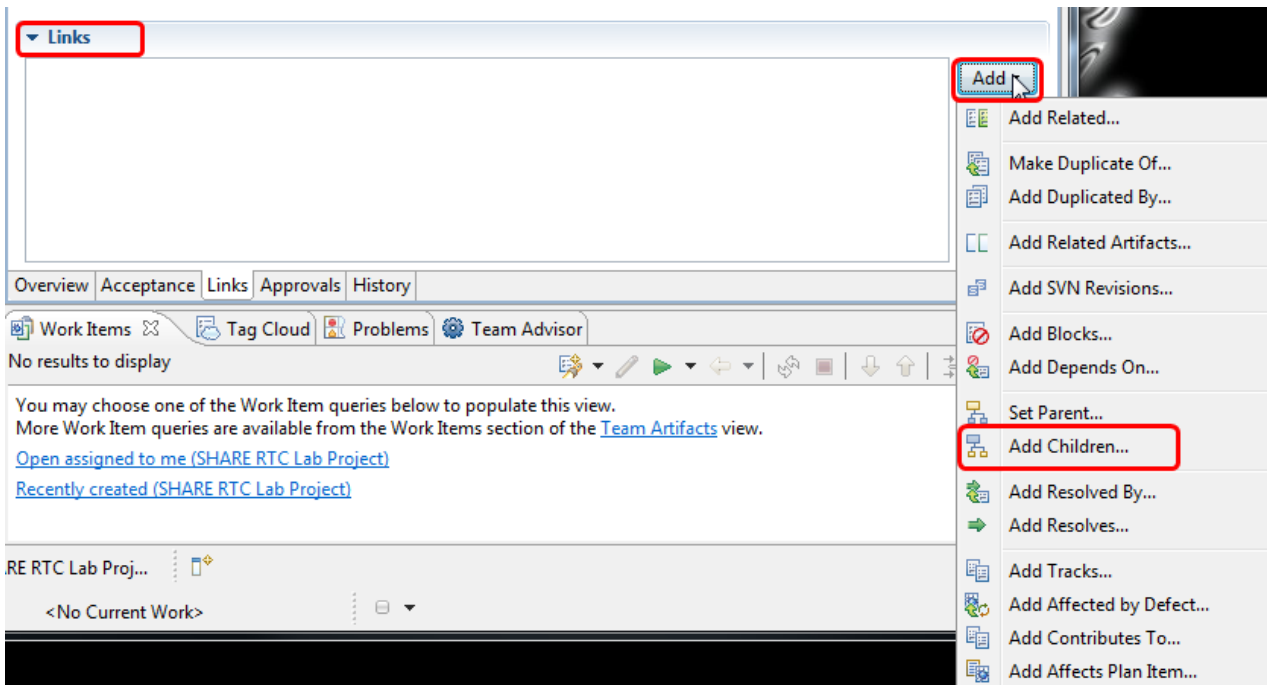 Links
Add
Add Related...
Make Duplicate Of...
Add Duplicated By...
Add Related Artifacts...
Add SVN Revisions...
Add Blocks...
Add Depends On...
Set Parent...
Add Children...
Add Resolved By...
Add Resolves...
Add Tracks...
Add Affected by Defect...
Add Contributes To...
Add Affects Plan Item...
Overview Acceptance Links Approvals History
Work Items Tag Cloud Problems Team Advisor
No results to display
You may choose one of the Work Item queries below to populate this view.
More Work Item queries are available from the Work Items section of the Team Artifacts view.
Open assigned to me (SHARE RTC Lab Project)
Recently created (SHARE RTC Lab Project)
RE RTC Lab Proj...
<No Current Work>